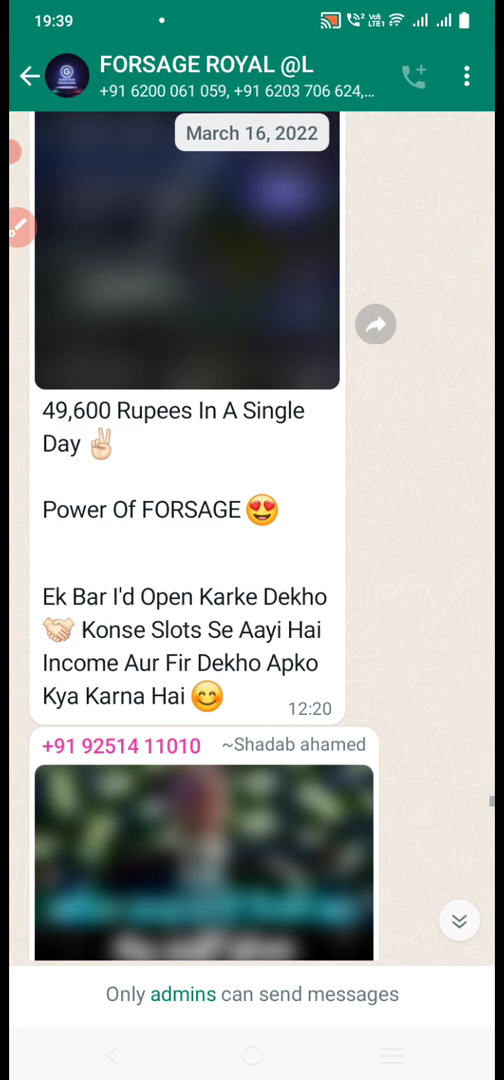 19:39
FORSAGE ROYAL @L
+91 6200 061 059, +91 6203 706 624,...
March 16, 2022
49,600 Rupees In A Single
Day ✌🏻
Power Of FORSAGE 😍
Ek Bar I'd Open Karke Dekho
🤝🏻 Konse Slots Se Aayi Hai
Income Aur Fir Dekho Apko
Kya Karna Hai 😊
12:20
+91 92514 11010 ~Shadab ahamed
Only admins can send messages